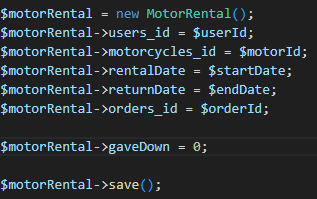 $motorRental = new MotorRental();
$motorRental->users_id = $userId;
$motorRental->motorcycles_id = $motorId;
$motorRental->rentalDate = $startDate;
$motorRental->returnDate = $endDate;
$motorRental->orders_id = $orderId;
$motorRental->gaveDown = 0;
$motorRental->save();